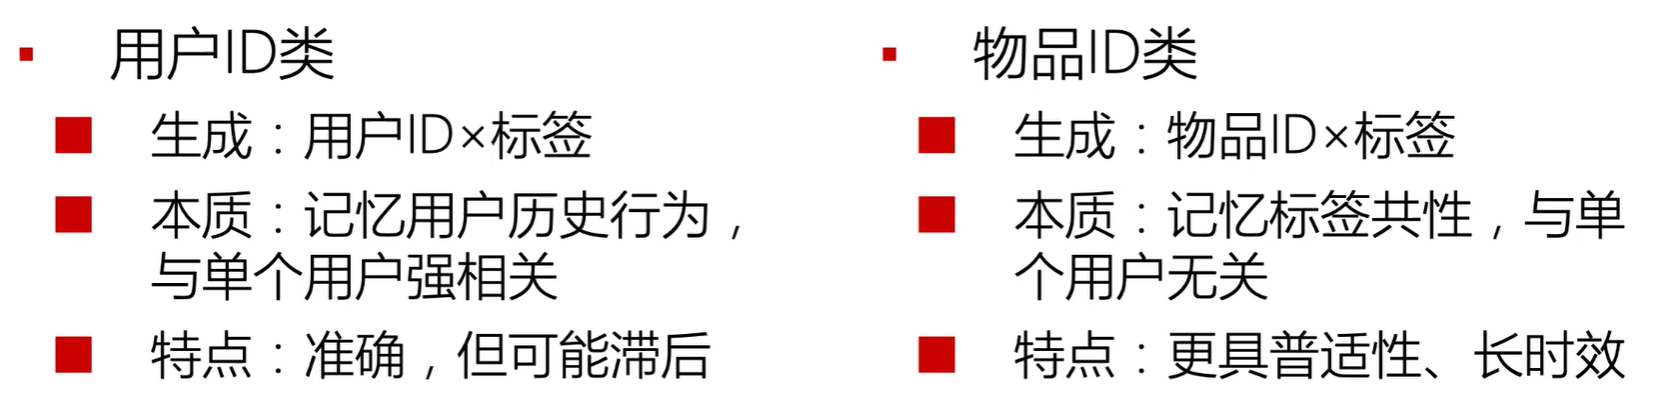 用户ID类
生成：用户ID×标签
本质：记忆用户历史行为，
与单个用户强相关
特点：准确，但可能滞后
物品ID类
生成：物品ID×标签
本质：记忆标签共性，与单
个用户无关
特点：更具普适性、长时效